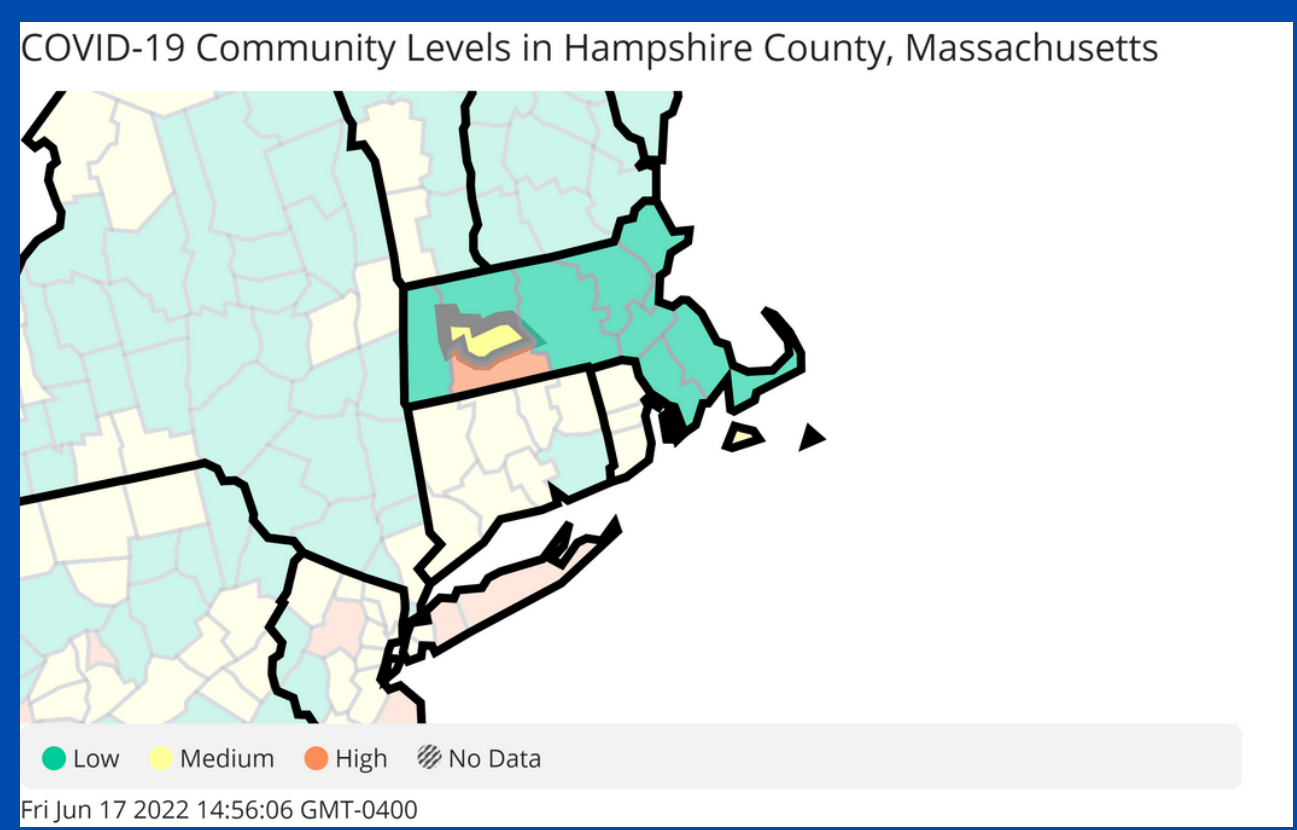 COVID-19 Community Levels in Hampshire County, Massachusetts
Low Medium High No Data
Fri Jun 17 2022 14:56:06 GMT-0400